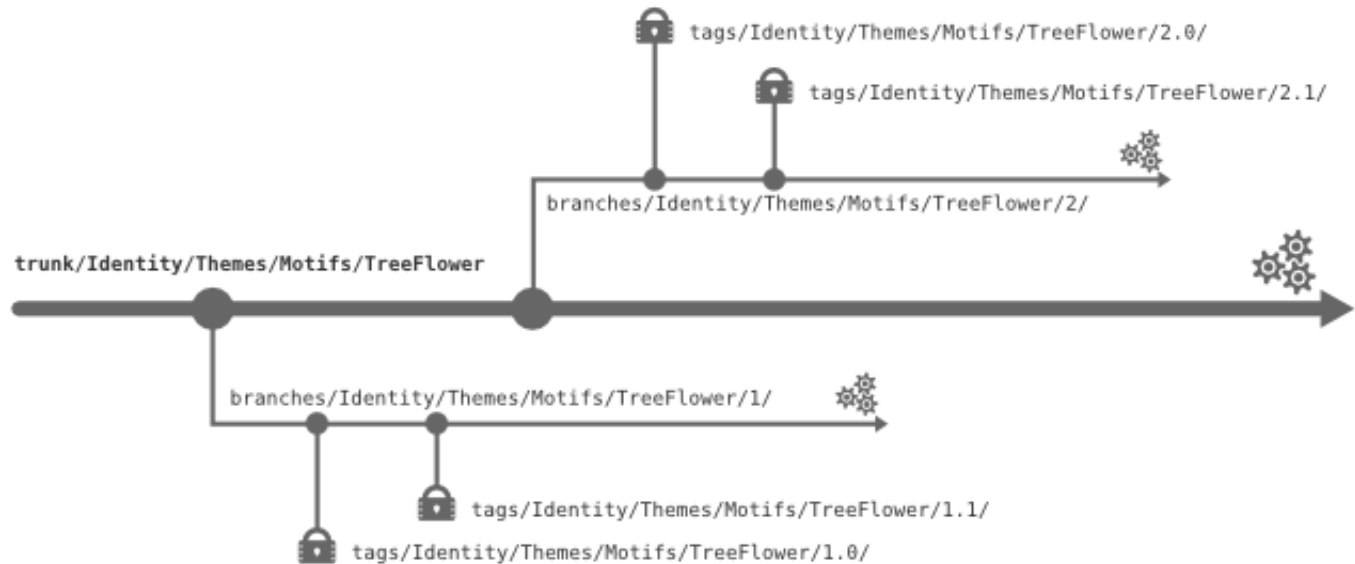 tags/Identity/Themes/Motifs/TreeFlower/2.0/
tags/Identity/Themes/Motifs/TreeFlower/2.1/
branches/Identity/Themes/Motifs/TreeFlower/2/
trunk/Identity/Themes/Motifs/TreeFlower
branches/Identity/Themes/Motifs/TreeFlower/1/
tags/Identity/Themes/Motifs/TreeFlower/1.1/
tags/Identity/Themes/Motifs/TreeFlower/1.0/